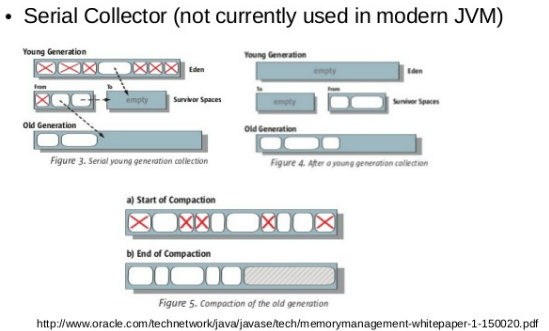 • Serial Collector (not currently used in modern JVM)
Young Generation
Eden
From
To
empty
Survivor Spaces
Old Generation
Figure 3. Serial young generation collection
Young Generation
empty
Eden
To
From
empty
Survivor Spaces
Old Generation
Figure 4. After a young generation collection
a) Start of Compaction
b) End of Compaction
Figure 5. Compaction of the old generation
http://www.oracle.com/technetwork/java/javase/tech/memorymanagement-whitepaper-1-150020.pdf